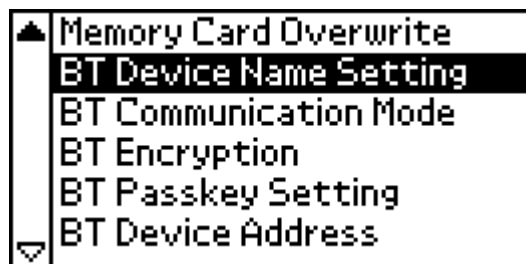 Memory Card Overwrite
BT Device Name Setting
BT Communication Mode
BT Encryption
BT Passkey Setting
BT Device Address